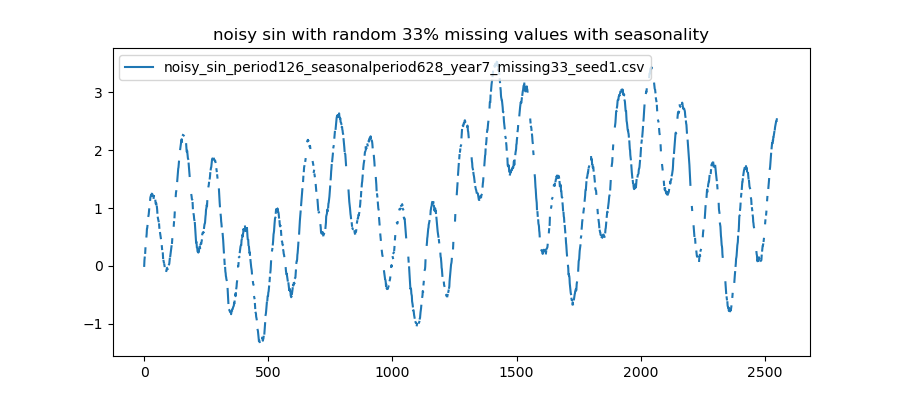 noisy sin with random 33% missing values with seasonality
noisy_sin_period126_seasonalperiod628_year7_missing33_seed1.csv
3
2
1
0
−1
0 500 1000 1500 2000 2500